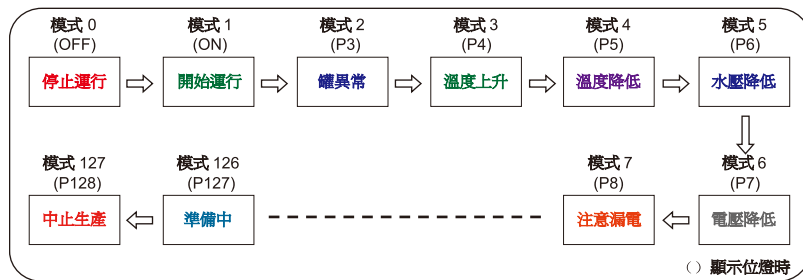 模式 0
(OFF)
停止運行
模式 1
(ON)
開始運行
模式 2
(P3)
罐異常
模式 3
(P4)
溫度上升
模式 4
(P5)
溫度降低
模式 5
(P6)
水壓降低
模式 6
(P7)
電壓降低
模式 7
(P8)
注意漏電
模式 126
(P127)
準備中
模式 127
(P128)
中止生產
（）顯示位燈時